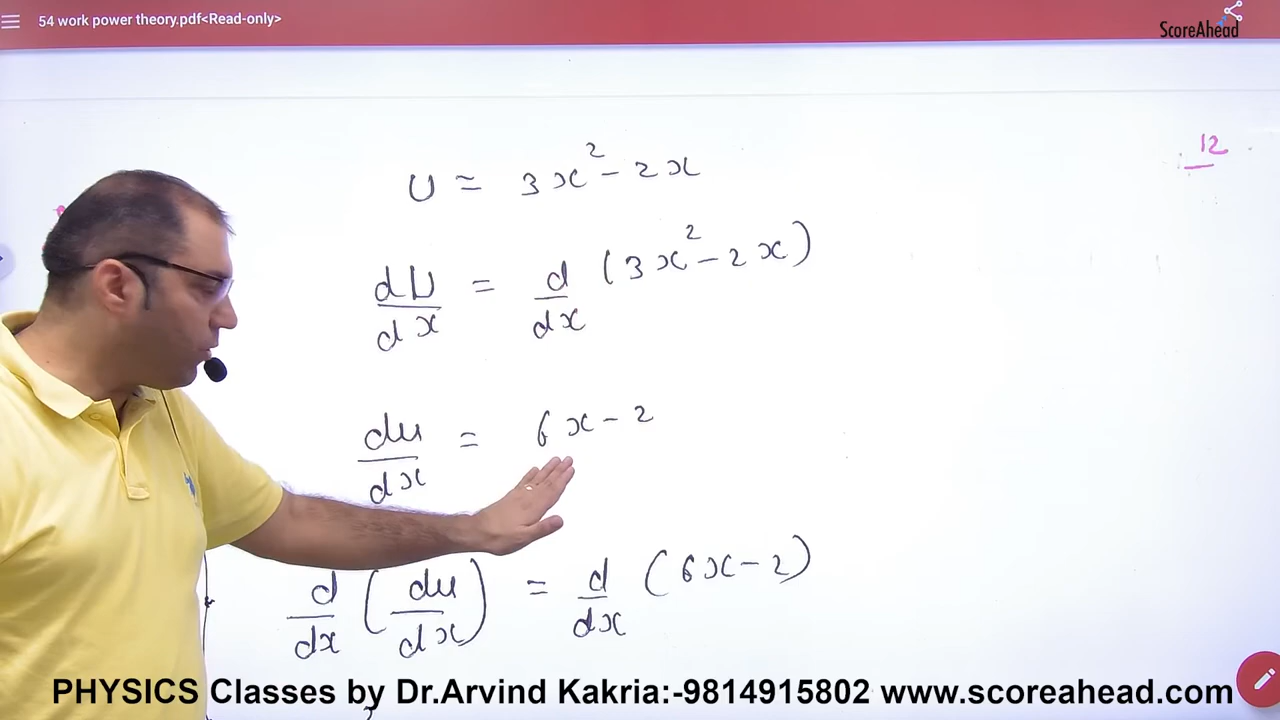 54 work power theory.pdf<Read-only>
ScoreAhead
12
U = 3x² - 2x
dU/dx = d/dx (3x² - 2x)
du/dx = 6x - 2
d/dx (du/dx) = d/dx (6x - 2)
PHYSICS Classes by Dr.Arvind Kakria:-9814915802 www.scoreahead.com